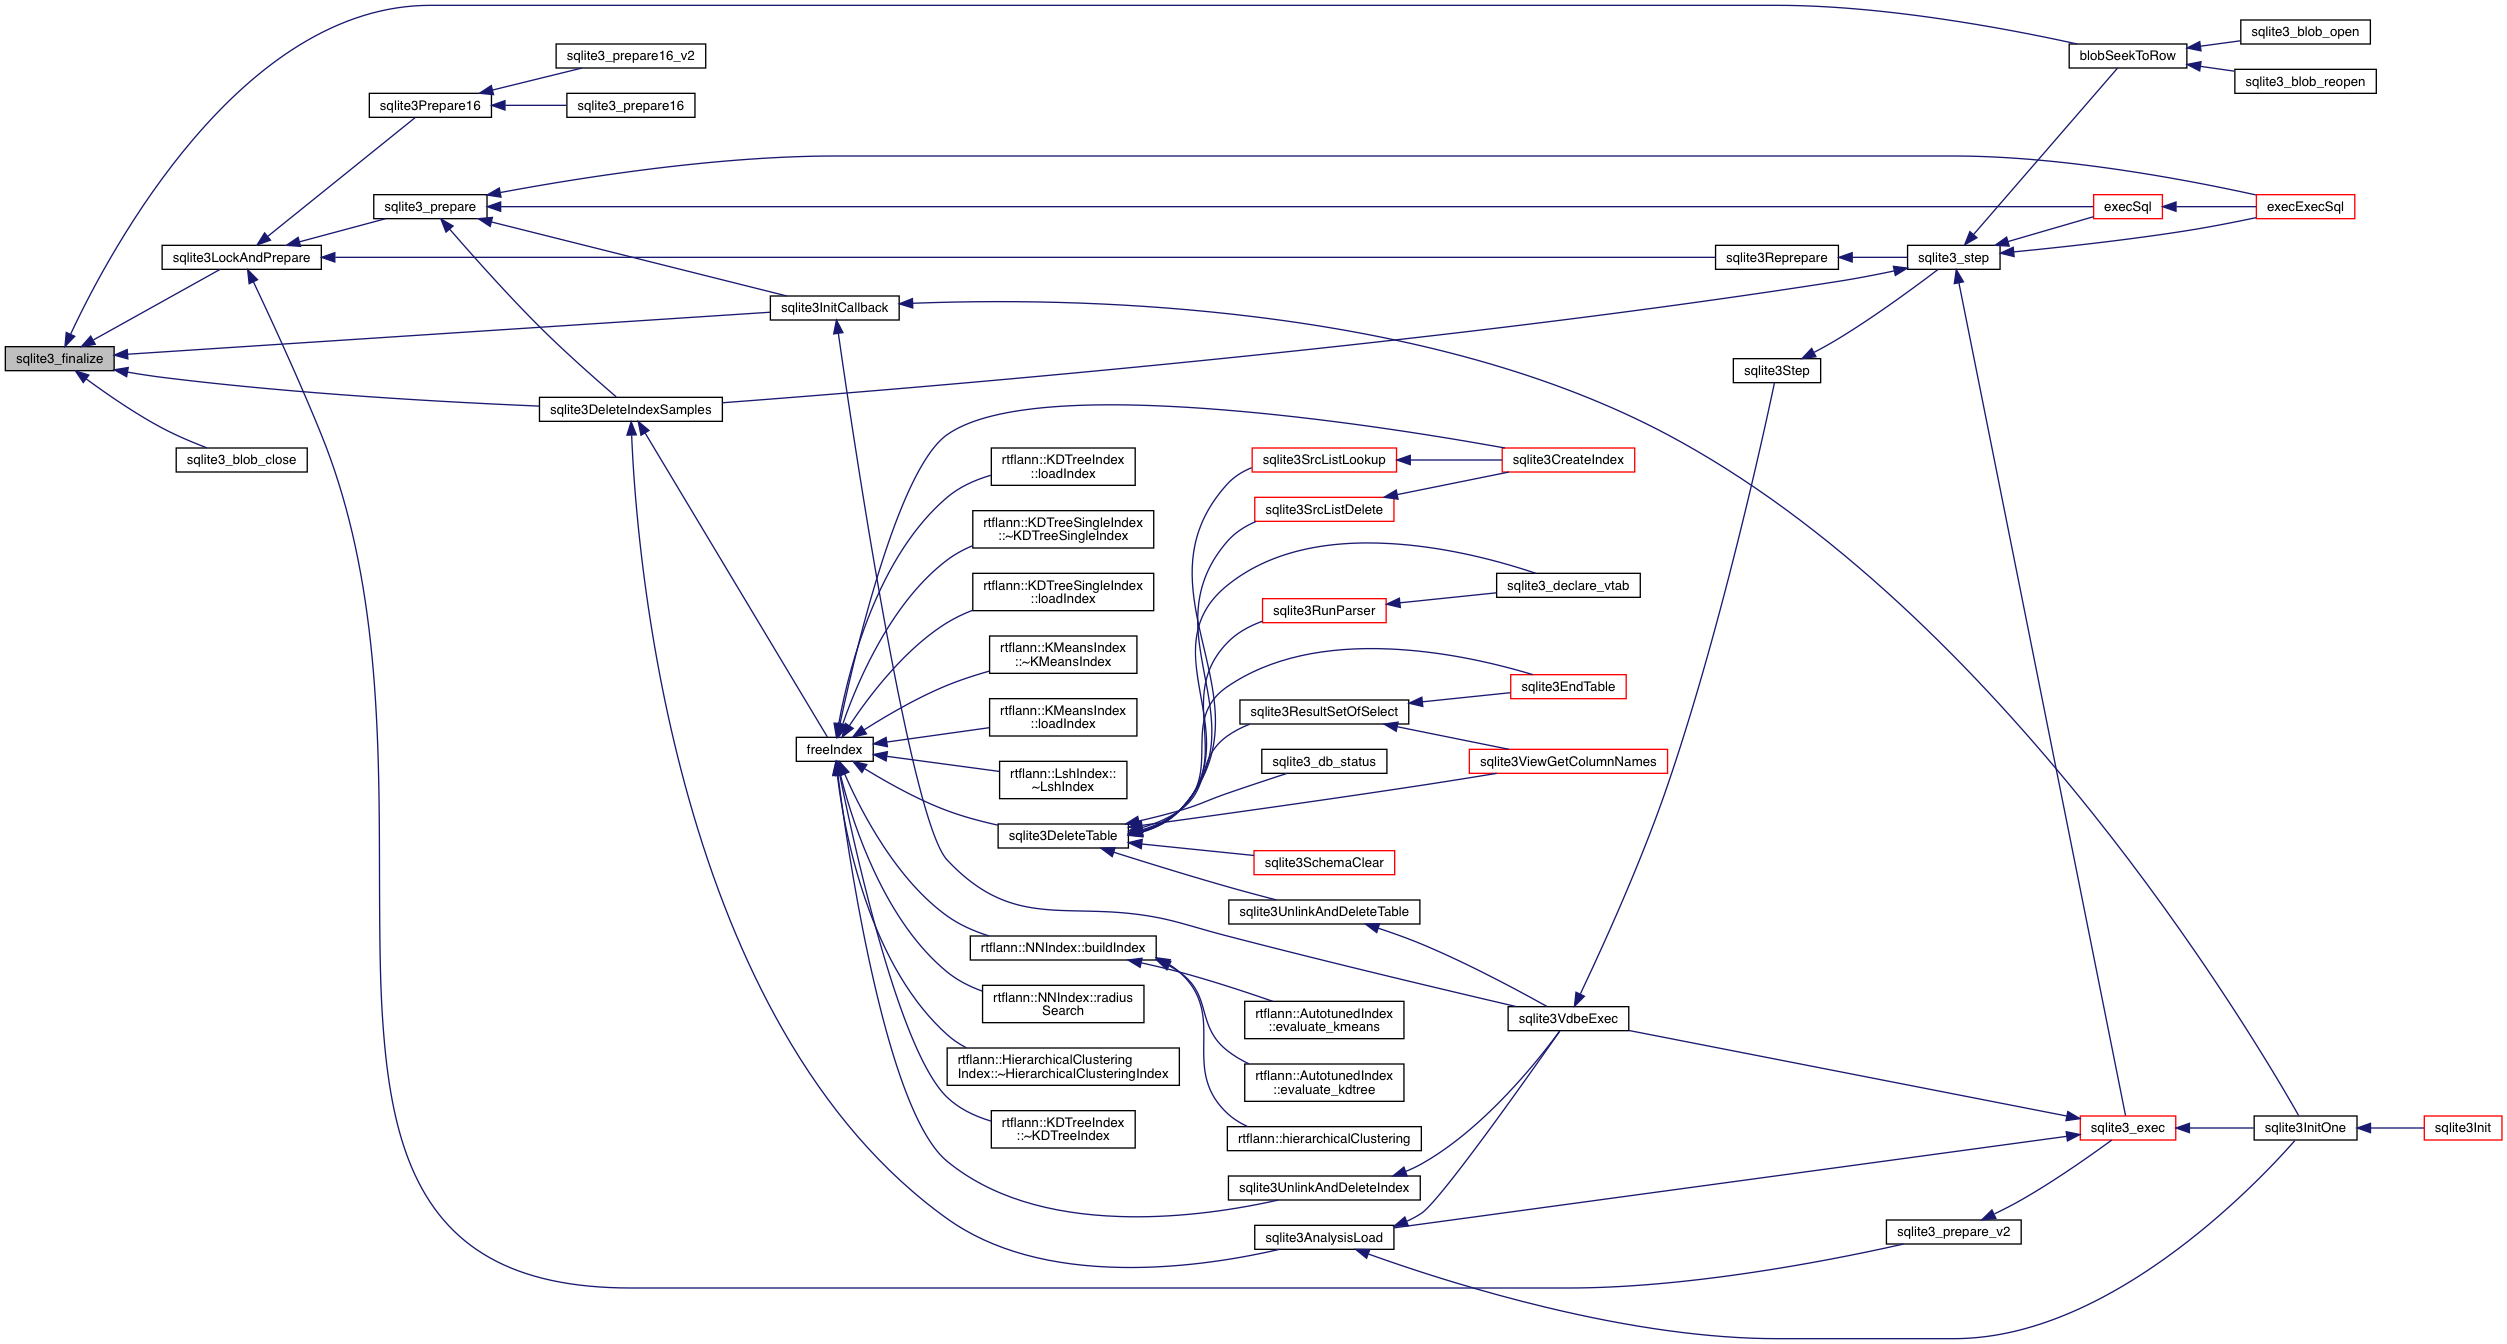 sqlite3_finalize
sqlite3LockAndPrepare
sqlite3_blob_close
sqlite3Prepare16
sqlite3_prepare
sqlite3_prepare16_v2
sqlite3_prepare16
sqlite3DeleteIndexSamples
sqlite3InitCallback
freeIndex
rtflann::KDTreeIndex
::loadIndex
rtflann::KDTreeSingleIndex
::~KDTreeSingleIndex
rtflann::KDTreeSingleIndex
::loadIndex
rtflann::KMeansIndex
::~KMeansIndex
rtflann::KMeansIndex
::loadIndex
rtflann::LshIndex::
~LshIndex
sqlite3DeleteTable
rtflann::NNIndex::buildIndex
rtflann::NNIndex::radius
Search
rtflann::HierarchicalClustering
Index::~HierarchicalClusteringIndex
rtflann::KDTreeIndex
::~KDTreeIndex
sqlite3SrcListLookup
sqlite3SrcListDelete
sqlite3RunParser
sqlite3ResultSetOfSelect
sqlite3_db_status
sqlite3SchemaClear
sqlite3UnlinkAndDeleteTable
rtflann::AutotunedIndex
::evaluate_kmeans
rtflann::AutotunedIndex
::evaluate_kdtree
rtflann::hierarchicalClustering
sqlite3UnlinkAndDeleteIndex
sqlite3AnalysisLoad
sqlite3CreateIndex
sqlite3_declare_vtab
sqlite3EndTable
sqlite3ViewGetColumnNames
sqlite3VdbeExec
sqlite3Reprepare
sqlite3Step
sqlite3_step
sqlite3_prepare_v2
blobSeekToRow
execSql
sqlite3_exec
sqlite3_blob_open
sqlite3_blob_reopen
execExecSql
sqlite3InitOne
sqlite3Init